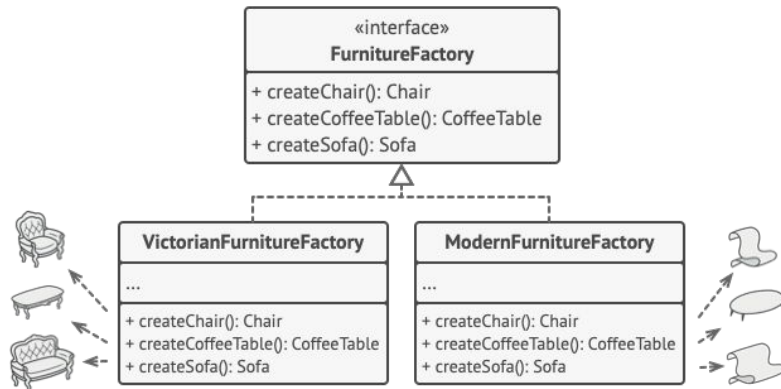 «interface»
FurnitureFactory
+ createChair(): Chair
+ createCoffeeTable(): CoffeeTable
+ createSofa(): Sofa
VictorianFurnitureFactory
...
+ createChair(): Chair
+ createCoffeeTable(): CoffeeTable
+ createSofa(): Sofa
ModernFurnitureFactory
...
+ createChair(): Chair
+ createCoffeeTable(): CoffeeTable
+ createSofa(): Sofa